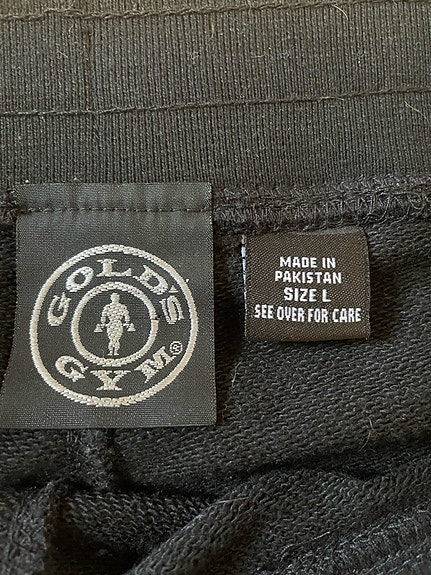 GOLD'S
GYM®
MADE IN
PAKISTAN
SIZE L
SEE OVER FOR CARE